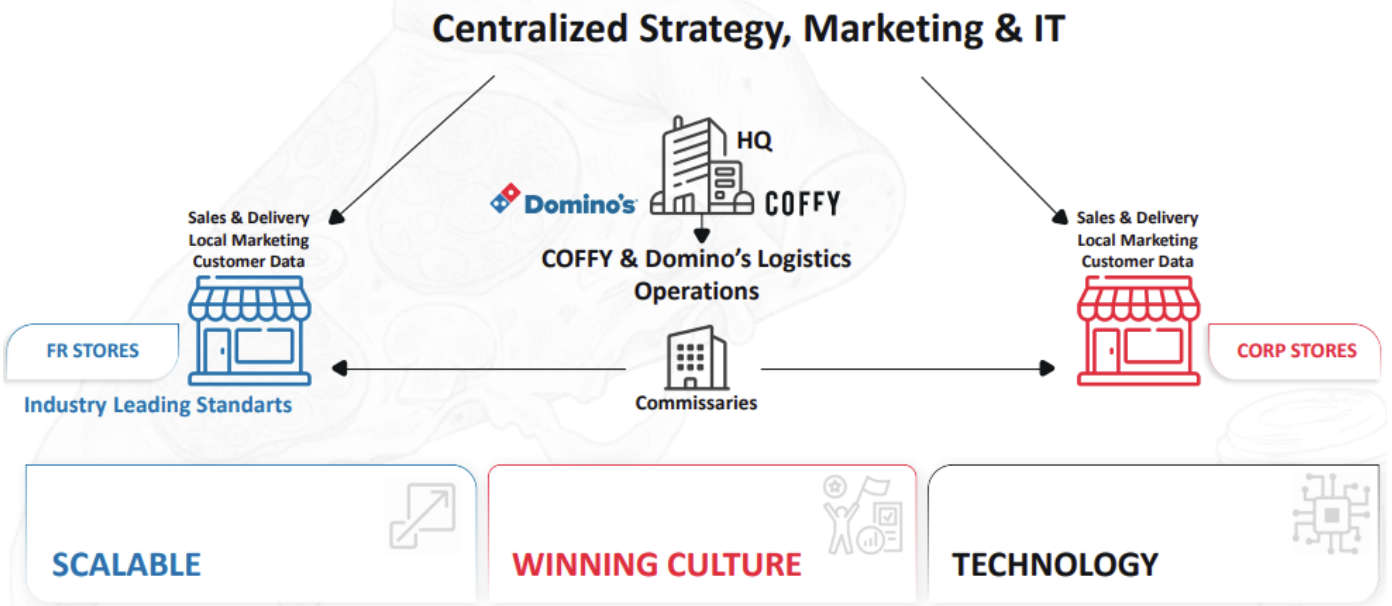 Centralized Strategy, Marketing & IT
HQ
Domino's
COFFY
Sales & Delivery
Local Marketing
Customer Data
COFFY & Domino's Logistics
Operations
Sales & Delivery
Local Marketing
Customer Data
FR STORES
Industry Leading Standarts
Commissaries
CORP STORES
SCALABLE
WINNING CULTURE
TECHNOLOGY